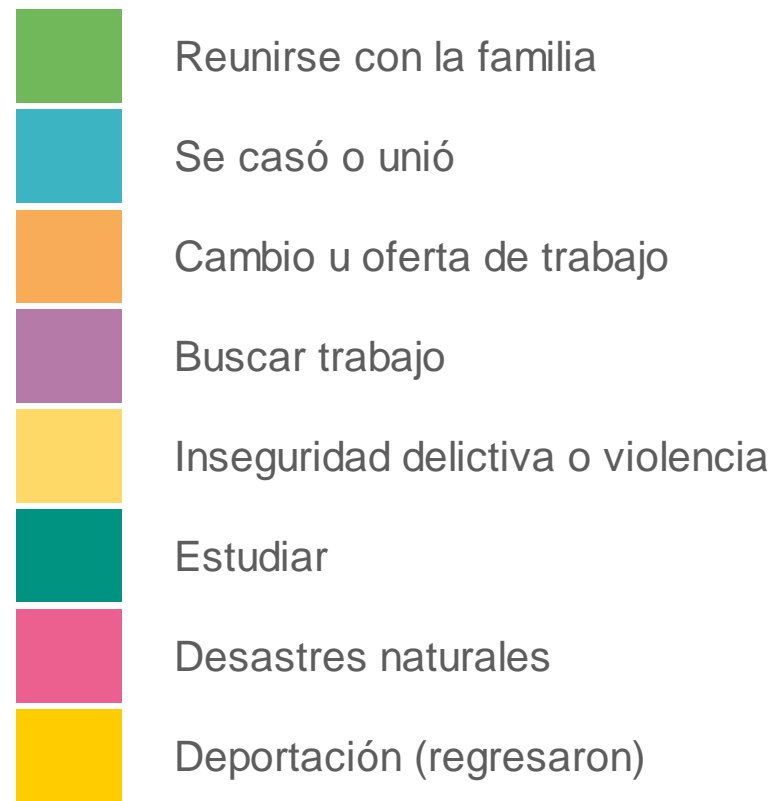 Reunirse con la familia
Se casó o unió
Cambio u oferta de trabajo
Buscar trabajo
Inseguridad delictiva o violencia
Estudiar
Desastres naturales
Deportación (regresaron)